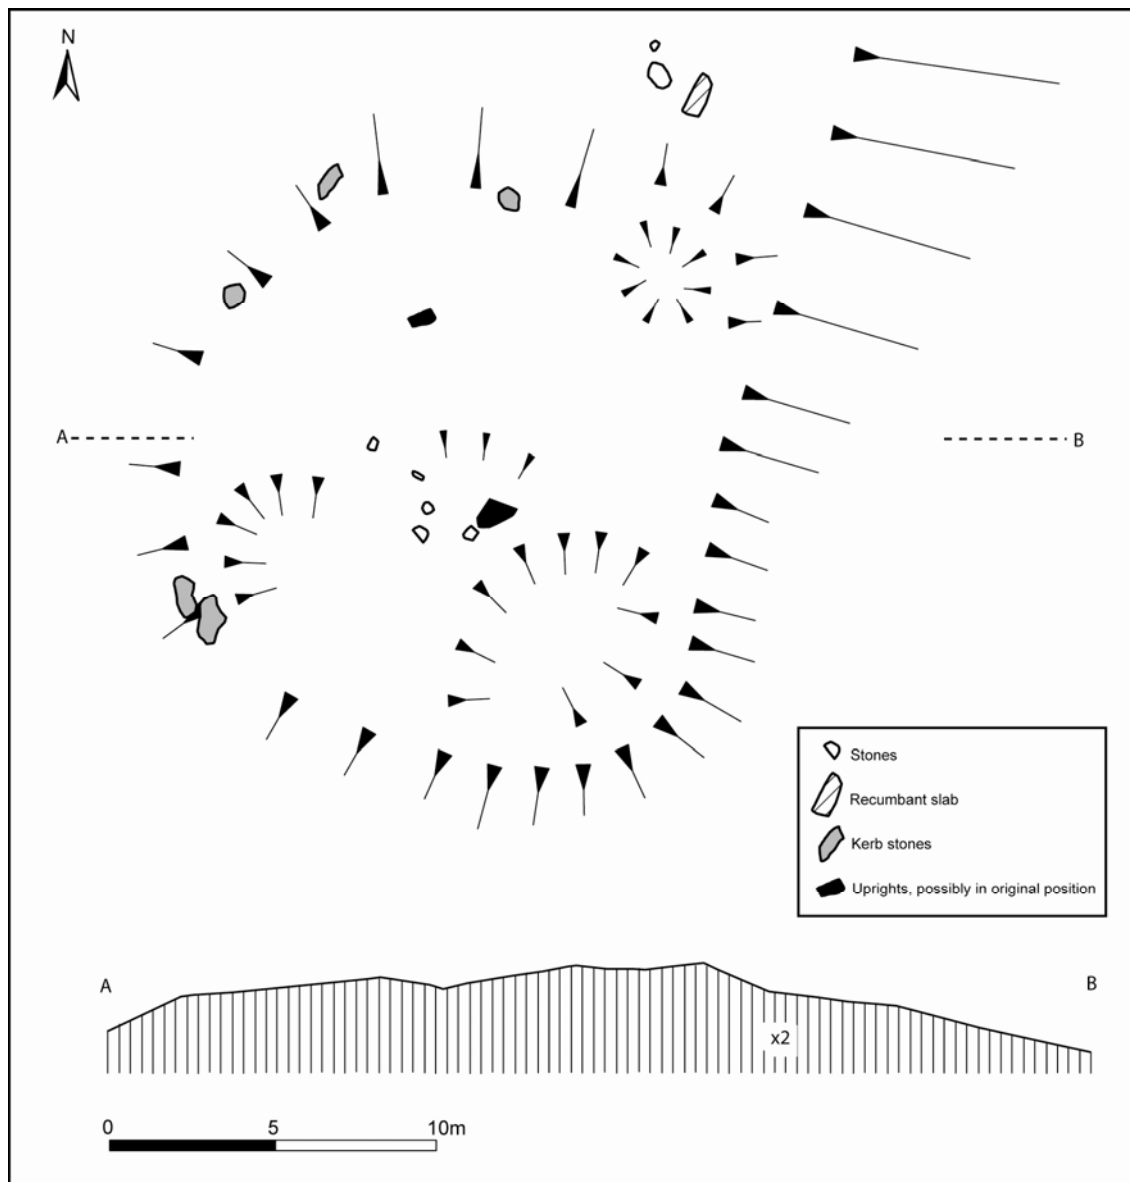 N
A
B
Stones
Recumbant slab
Kerb stones
Uprights, possibly in original position
A
B
x2
0 5 10m